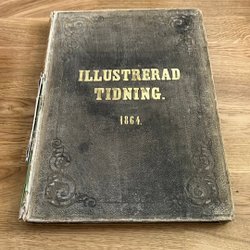 ILLUSTRERAD
TIDNING.
1864.